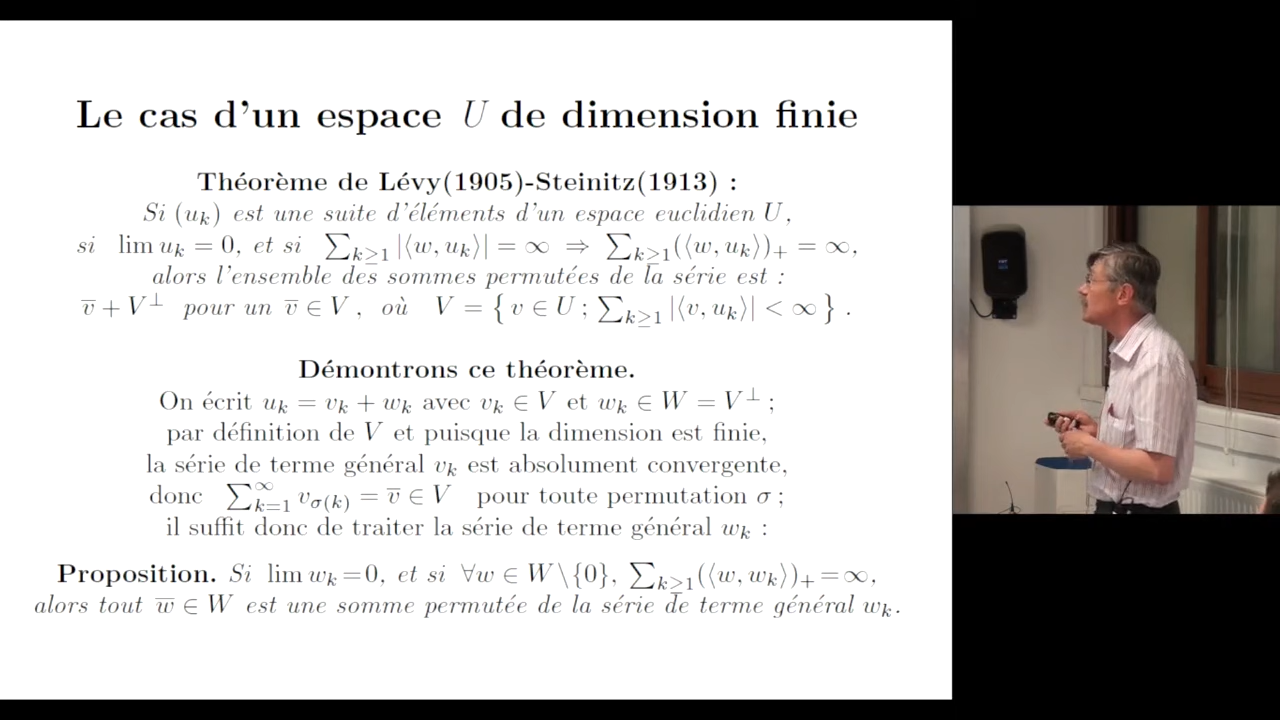 Le cas d'un espace U de dimension finie
Théorème de Lévy(1905)-Steinitz(1913) :
Si (u_k) est une suite d'éléments d'un espace euclidien U,
si lim u_k = 0, et si ∑_{k≥1} |⟨w, u_k⟩| = ∞ ⇒ ∑_{k≥1}(⟨w, u_k⟩)_+ = ∞,
alors l'ensemble des sommes permutées de la série est :
v̅ + V^⊥ pour un v̅ ∈ V , où V = { v ∈ U ; ∑_{k≥1} |⟨v, u_k⟩| < ∞ } .
Démontrons ce théorème.
On écrit u_k = v_k + w_k avec v_k ∈ V et w_k ∈ W = V^⊥ ;
par définition de V et puisque la dimension est finie,
la série de terme général v_k est absolument convergente,
donc ∑_{k=1}^∞ v_{σ(k)} = v̅ ∈ V pour toute permutation σ ;
il suffit donc de traiter la série de terme général w_k :
Proposition. Si lim w_k = 0, et si ∀w ∈ W\{0}, ∑_{k≥1}(⟨w, w_k⟩)_+ = ∞,
alors tout w̅ ∈ W est une somme permutée de la série de terme général w_k.